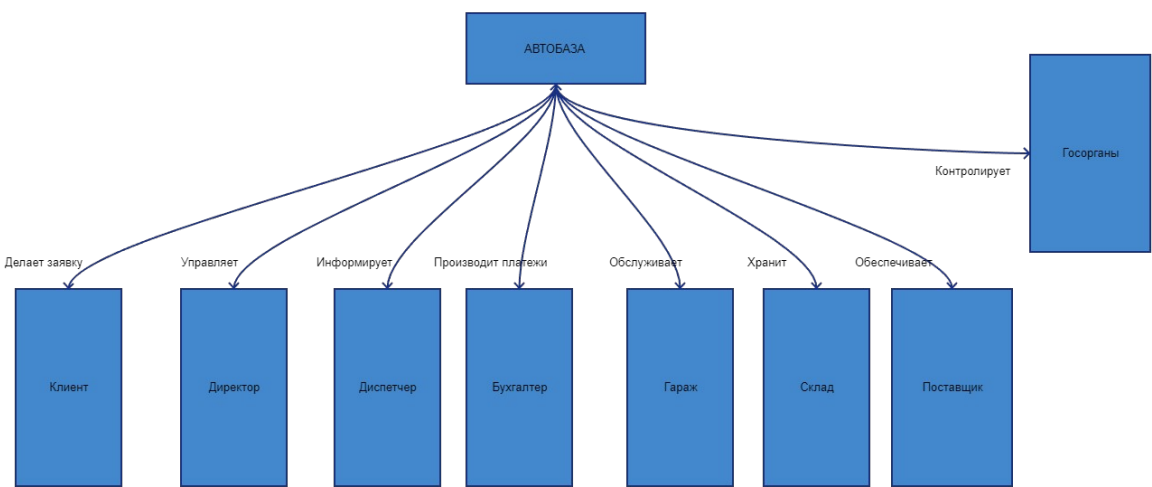 АВТОБАЗА
Госорганы
Контролирует
Делает заявку
Управляет
Информирует
Производит платежи
Обслуживает
Хранит
Обеспечивает
Клиент
Директор
Диспетчер
Бухгалтер
Гараж
Склад
Поставщик